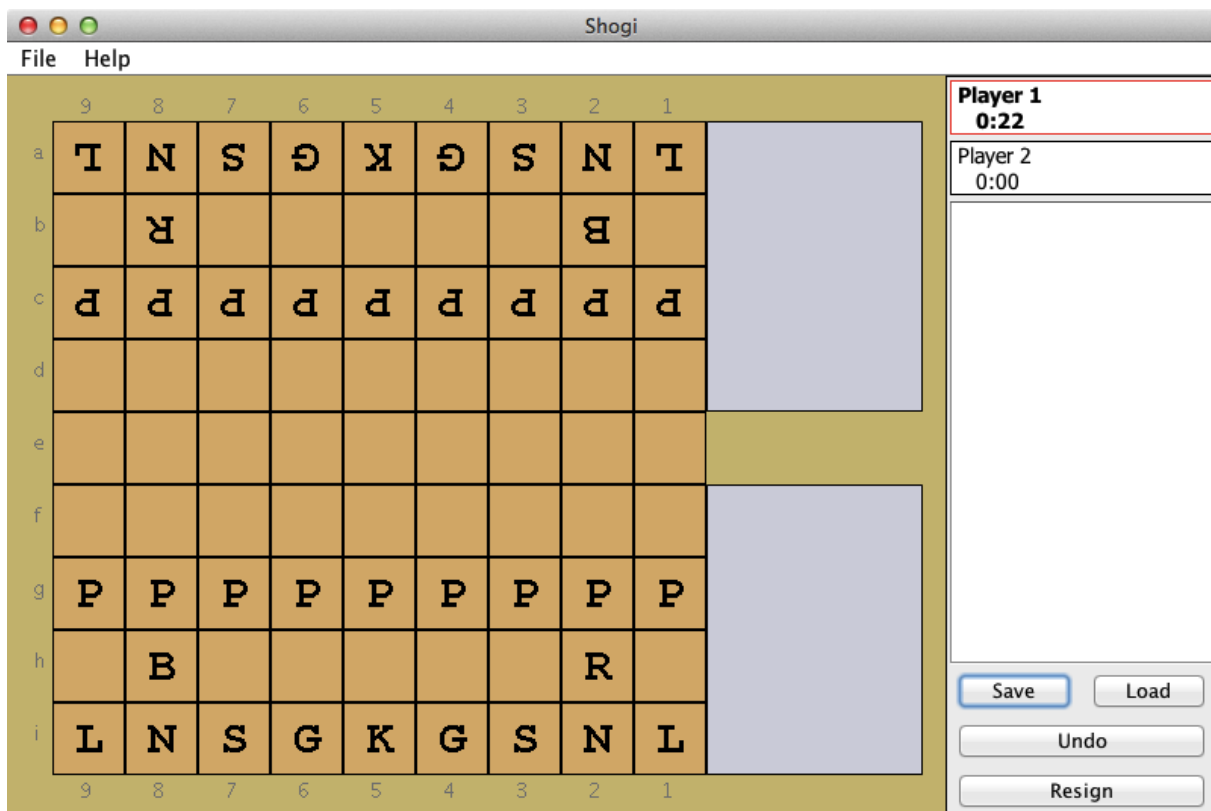 Shogi
File Help
9 8 7 6 5 4 3 2 1
a L N S G K G S N L
b R B
c P P P P P P P P P
d
e
f
g P P P P P P P P P
h B R
i L N S G K G S N L
9 8 7 6 5 4 3 2 1
Player 1
0:22
Player 2
0:00
Save Load
Undo
Resign